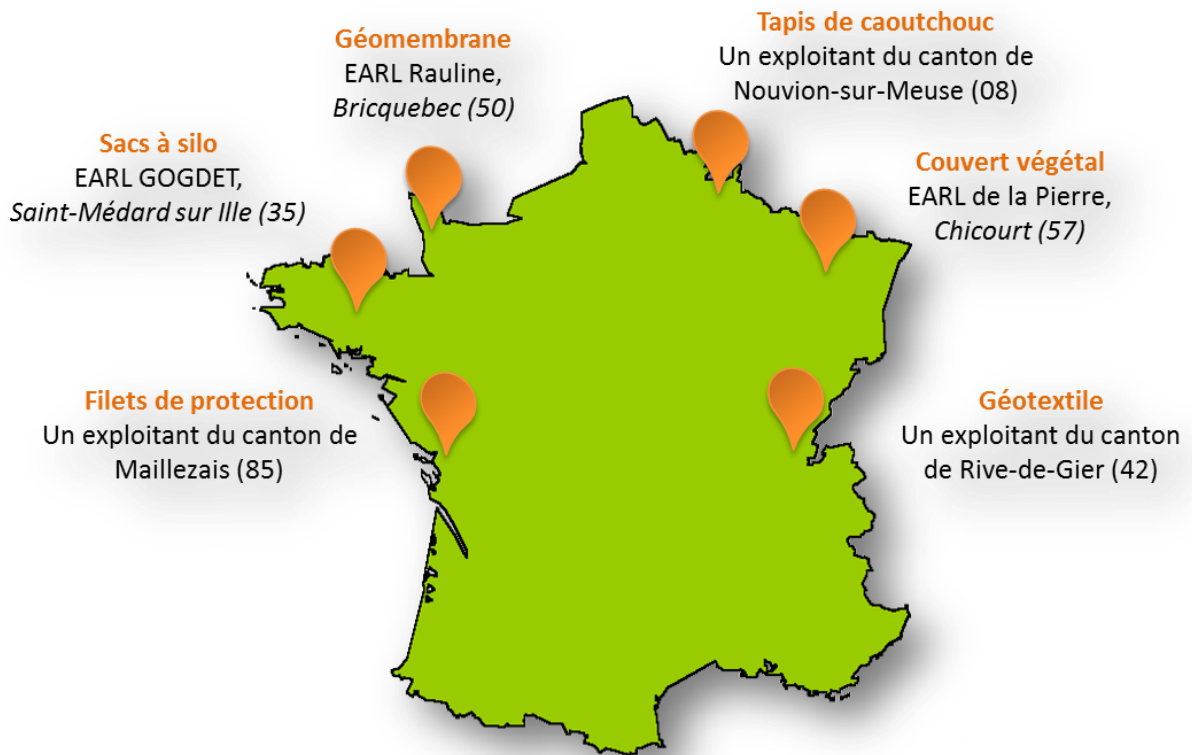 Géomembrane
EARL Rauline,
Bricquebec (50)
Tapis de caoutchouc
Un exploitant du canton de
Nouvion-sur-Meuse (08)
Sacs à silo
EARL GOGDET,
Saint-Médard sur Ille (35)
Couvert végétal
EARL de la Pierre,
Chicourt (57)
Filets de protection
Un exploitant du canton de
Maillezais (85)
Géotextile
Un exploitant du canton
de Rive-de-Gier (42)